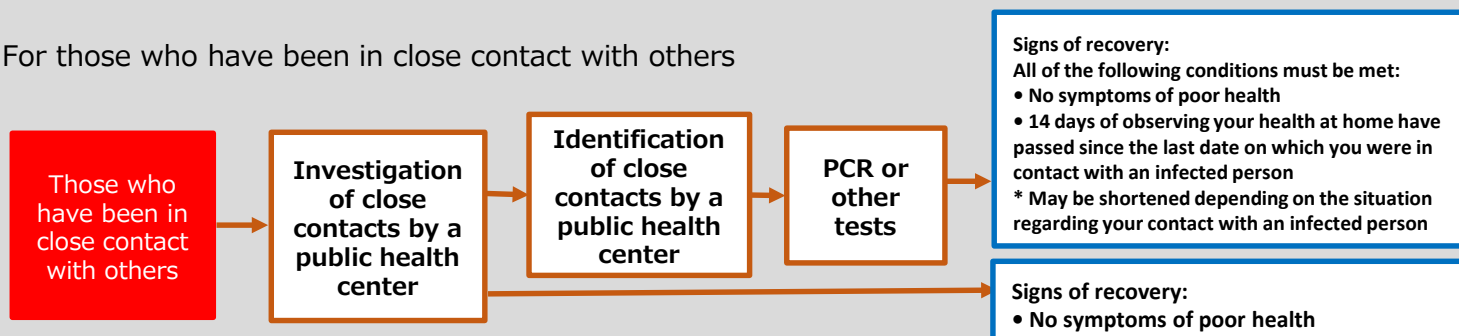 For those who have been in close contact with others
Those who
have been in
close contact
with others
Investigation
of close
contacts by a
public health
center
Identification
of close
contacts by a
public health
center
PCR or
other
tests
Signs of recovery:
All of the following conditions must be met:
• No symptoms of poor health
• 14 days of observing your health at home have
passed since the last date on which you were in
contact with an infected person
* May be shortened depending on the situation
regarding your contact with an infected person
Signs of recovery:
• No symptoms of poor health